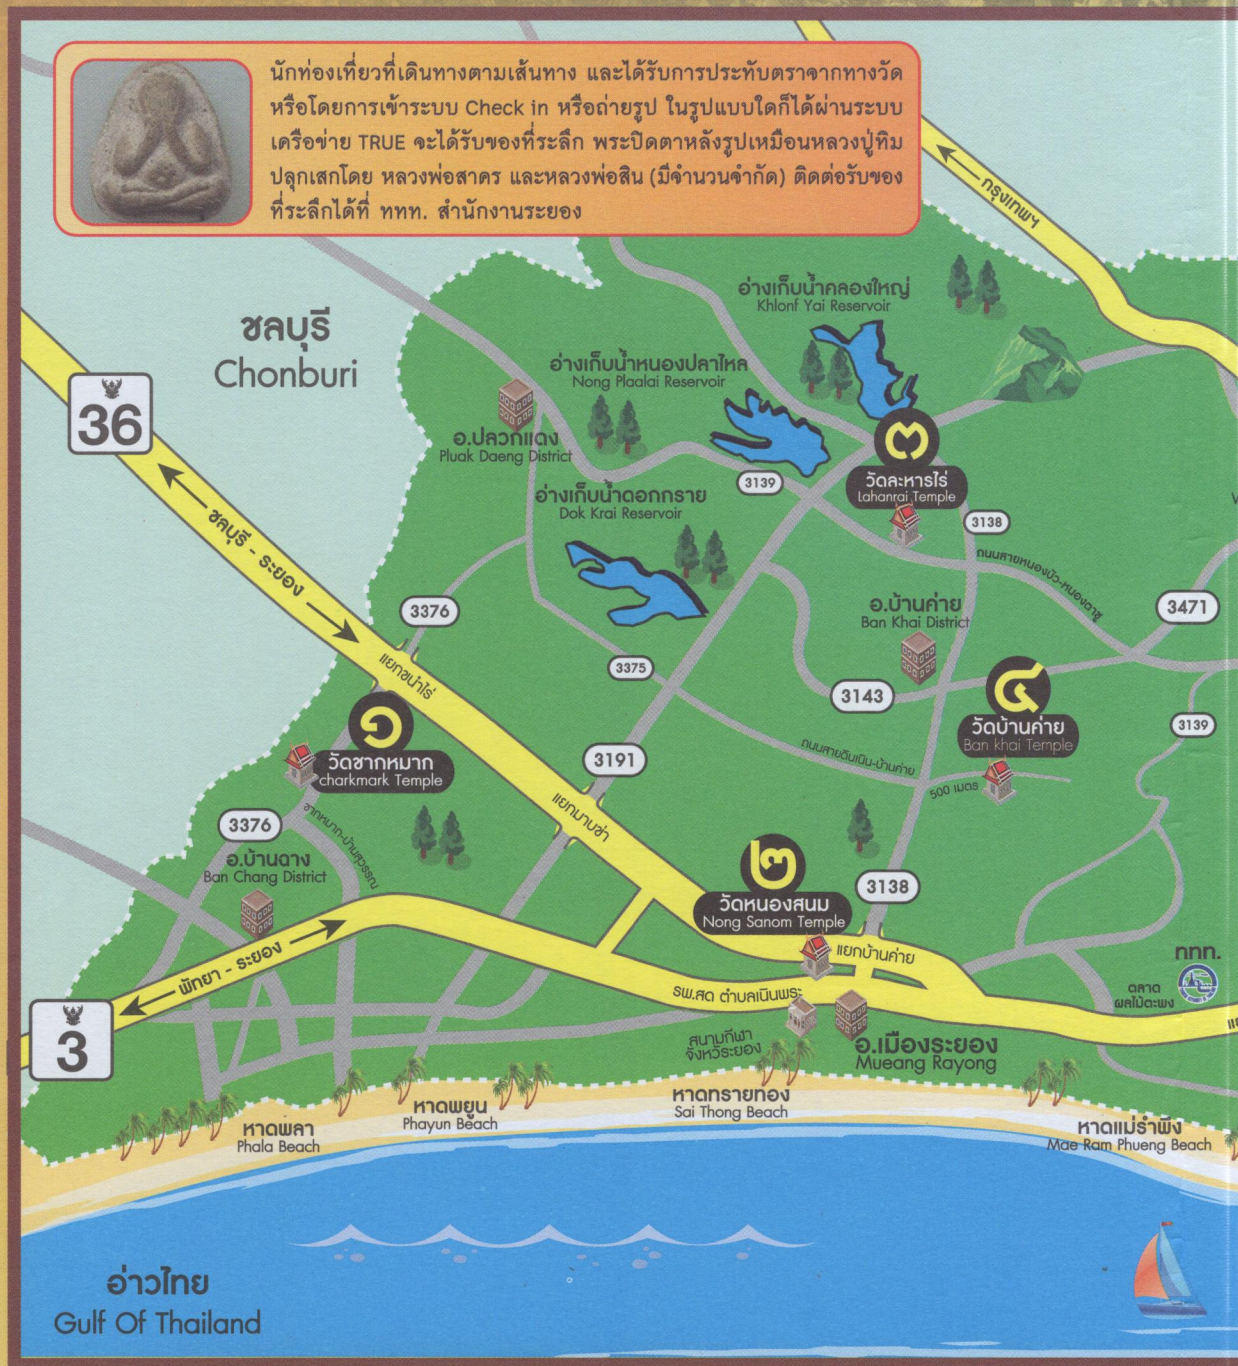 นักท่องเที่ยวที่เดินทางตามเส้นทาง และได้รับการประทับตราจากทางวัด
หรือโดยการเข้าระบบ Check in หรือถ่ายรูป ในรูปแบบใดก็ได้ผ่านระบบ
เครือข่าย TRUE จะได้รับของที่ระลึก พระปิดตาหลังรูปเหมือนหลวงปู่ทิม
ปลุกเสกโดย หลวงพ่อสาคร และหลวงพ่อสิน (มีจำนวนจำกัด) ติดต่อรับของ
ที่ระลึกได้ที่ ททท. สำนักงานระยอง
กรุงเทพฯ
อ่างเก็บน้ำคลองใหญ่
Khlonf Yai Reservoir
ชลบุรี
Chonburi
อ่างเก็บน้ำหนองปลาไหล
Nong Plaalai Reservoir
36
อ.ปลวกแดง
Pluak Daeng District
๓
วัดละหารไร่
Lahanrai Temple
3139
อ่างเก็บน้ำดอกกราย
Dok Krai Reservoir
3138
ชลบุรี - ระยอง
ถนนสายหนองบัว-หนองตาชู
3376
อ.บ้านค่าย
Ban Khai District
3471
แยกขนำไร่
3375
3143
๔
วัดบ้านค่าย
Ban khai Temple
3139
๑
วัดชากหมาก
charkmark Temple
3191
ถนนสายดินเนิน-บ้านค่าย
500 เมตร
3376
ชากหมาก-บ้านสุวรรณ
แยกมาบข่า
อ.บ้านฉาง
Ban Chang District
๒
วัดหนองสนม
Nong Sanom Temple
3138
แยกบ้านค่าย
ททท.
พัทยา - ระยอง
รพ.สต ตำบลเนินพระ
ตลาด
ผลไม้ตะพง
3
สนามกีฬา
จังหวัระยอง
อ.เมืองระยอง
Mueang Rayong
หาดพลา
Phala Beach
หาดพยูน
Phayun Beach
หาดทรายทอง
Sai Thong Beach
หาดแม่รำพึง
Mae Ram Phueng Beach
อ่าวไทย
Gulf Of Thailand